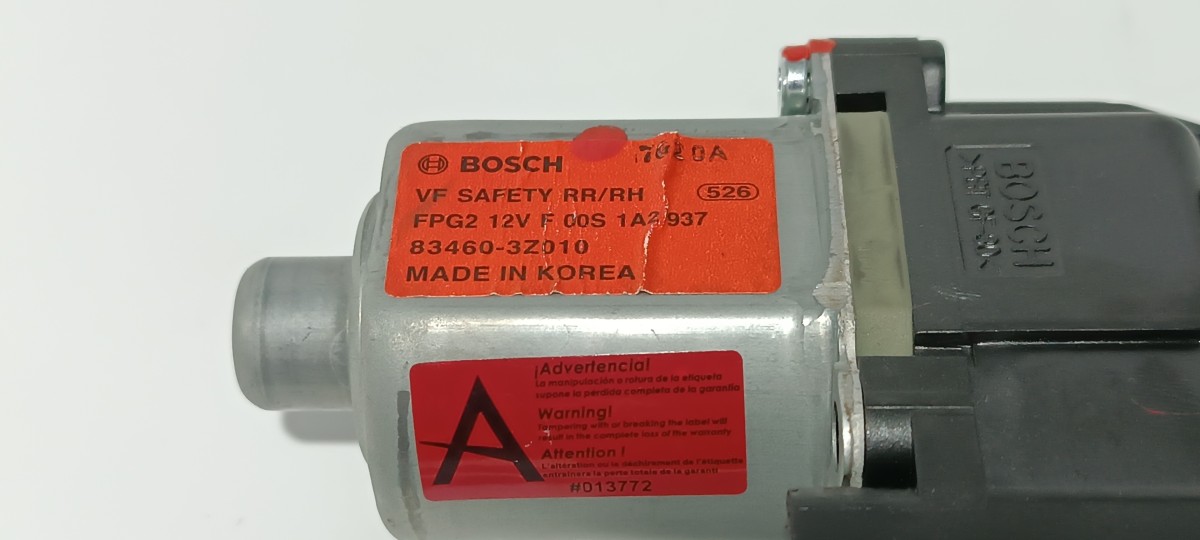 BOSCH
VF SAFETY RR/RH 526
FPG2 12V F 00S 1A2 937
83460-3Z010
MADE IN KOREA
¡Advertencia!
La manipulación o rotura de la etiqueta
supone la pérdida completa de la garantía
Warning!
Tampering with or breaking the label will
result in the complete loss of the warranty
Attention !
L'altération ou le déchirement de l'étiquette
entraînera la perte totale de la garanti
#013772
BOSCH